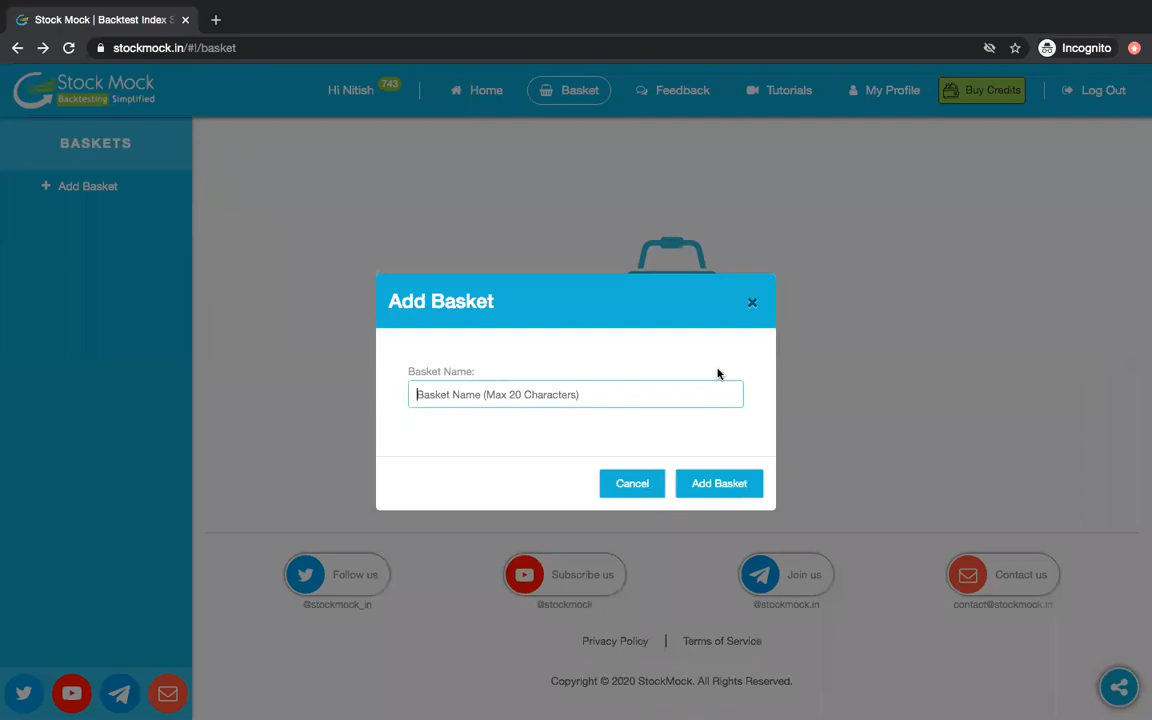 Stock Mock | Backtest Index S
stockmock.in/#!/basket
Incognito
Stock Mock
Backtesting Simplified
Hi Nitish 743
Home
Basket
Feedback
Tutorials
My Profile
Buy Credits
Log Out
BASKETS
Add Basket
Add Basket
Basket Name:
Basket Name (Max 20 Characters)
Cancel
Add Basket
Follow us
Subscribe us
Join us
Contact us
@stockmock_in
@stockmock
@stockmock.in
contact@stockmock.in
Privacy Policy | Terms of Service
Copyright © 2020 StockMock. All Rights Reserved.